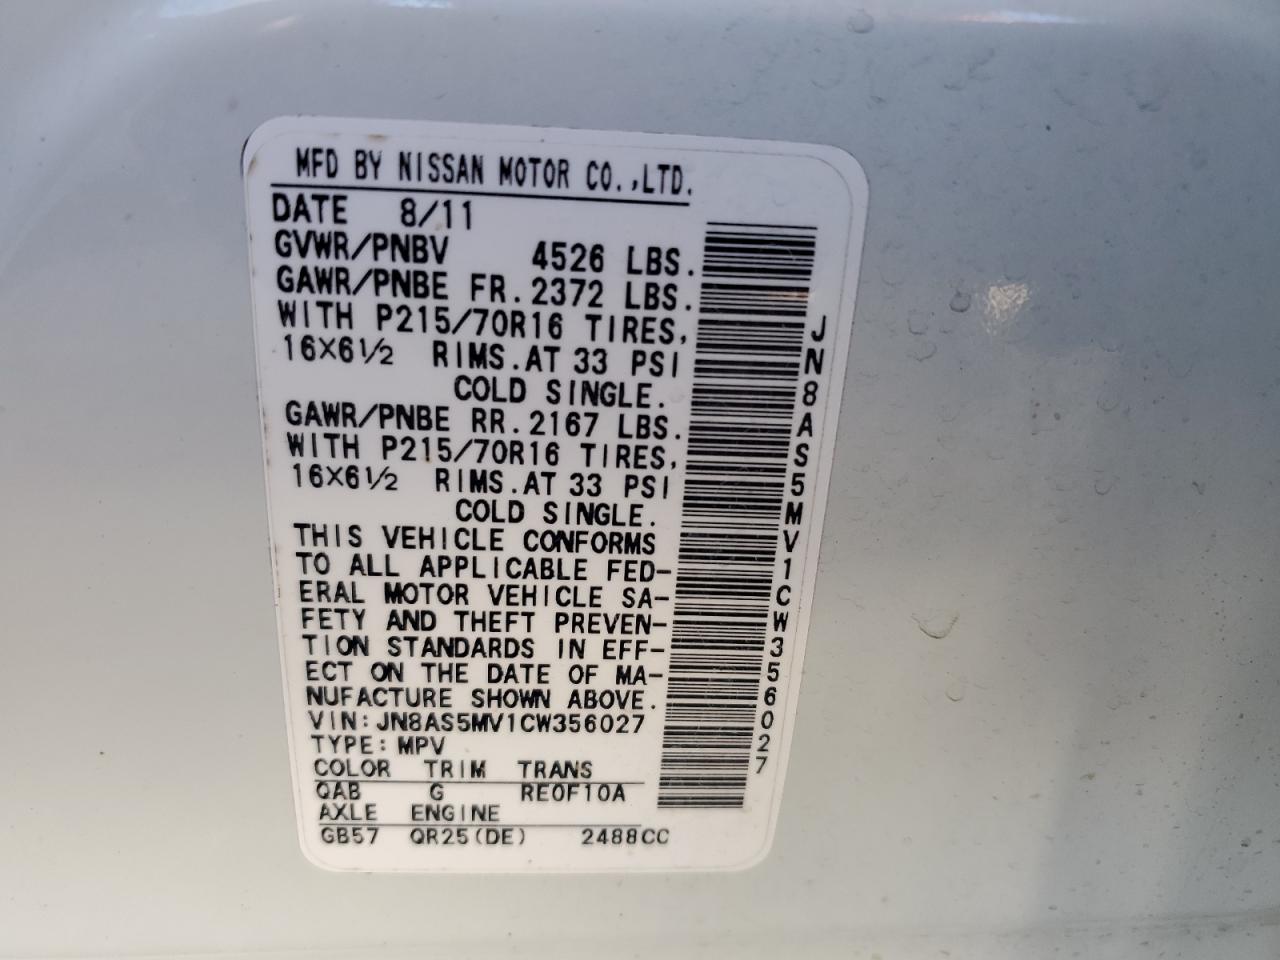 MFD BY NISSAN MOTOR CO.,LTD.
DATE 8/11
GVWR/PNBV 4526 LBS.
GAWR/PNBE FR.2372 LBS.
WITH P215/70R16 TIRES,
16X6½ RIMS.AT 33 PSI
COLD SINGLE.
GAWR/PNBE RR.2167 LBS.
WITH P215/70R16 TIRES,
16X6½ RIMS.AT 33 PSI
COLD SINGLE.
THIS VEHICLE CONFORMS
TO ALL APPLICABLE FED-
ERAL MOTOR VEHICLE SA-
FETY AND THEFT PREVEN-
TION STANDARDS IN EFF-
ECT ON THE DATE OF MA-
NUFACTURE SHOWN ABOVE.
VIN:JN8AS5MV1CW356027
TYPE:MPV
COLOR TRIM TRANS
QAB G RE0F10A
AXLE ENGINE
GB57 QR25(DE) 2488CC
JN8AS5MV1CW356027